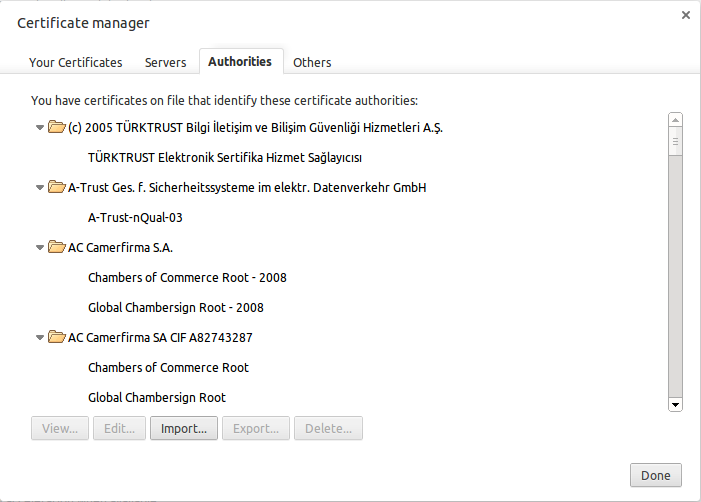 Certificate manager
Your Certificates Servers Authorities Others
You have certificates on file that identify these certificate authorities:
(c) 2005 TÜRKTRUST Bilgi İletişim ve Bilişim Güvenliği Hizmetleri A.Ş.
TÜRKTRUST Elektronik Sertifika Hizmet Sağlayıcısı
A-Trust Ges. f. Sicherheitssysteme im elektr. Datenverkehr GmbH
A-Trust-nQual-03
AC Camerfirma S.A.
Chambers of Commerce Root - 2008
Global Chambersign Root - 2008
AC Camerfirma SA CIF A82743287
Chambers of Commerce Root
Global Chambersign Root
View... Edit... Import... Export... Delete...
Done